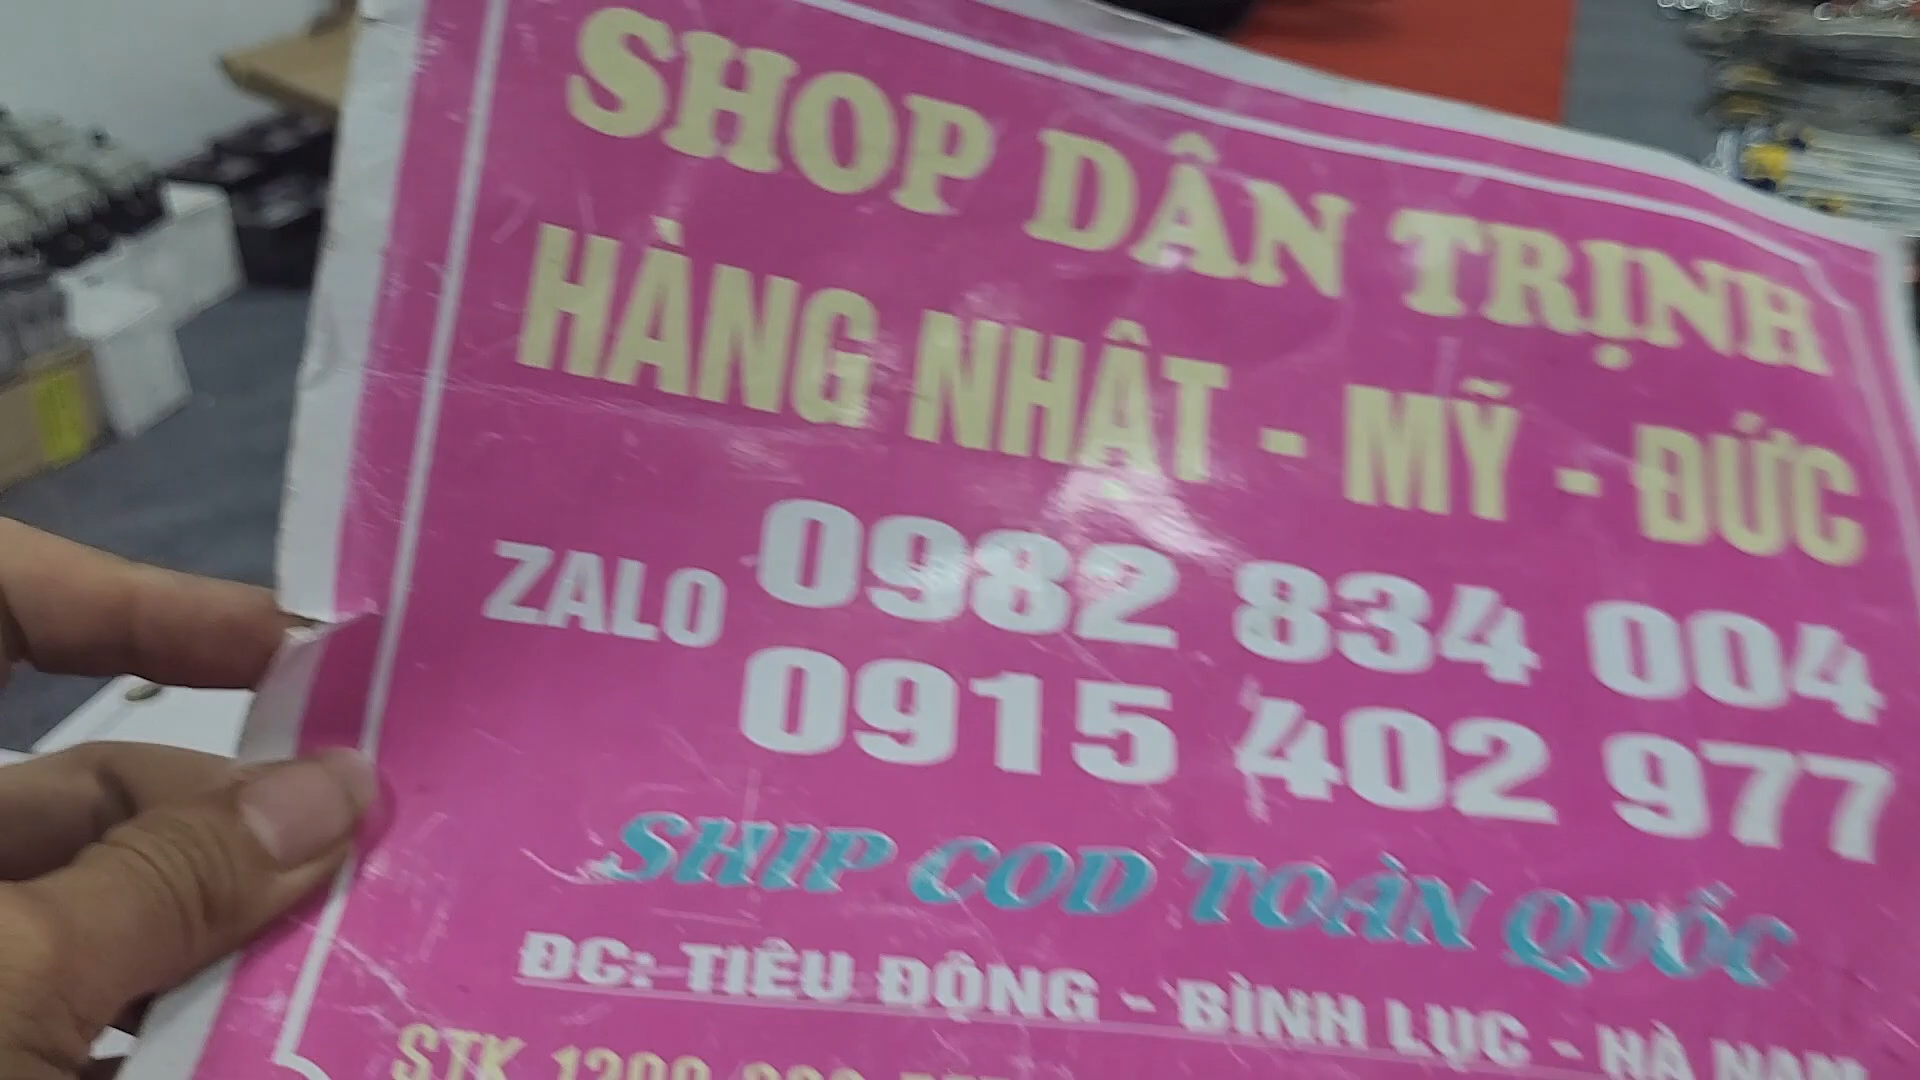 SHOP DÂN TRỊNH
HÀNG NHẬT - MỸ - ĐỨC
ZALO 0982 834 004
0915 402 977
SHIP COD TOÀN QUỐC
ĐC: TIÊU ĐỘNG - BÌNH LỤC - HÀ NAM
STK